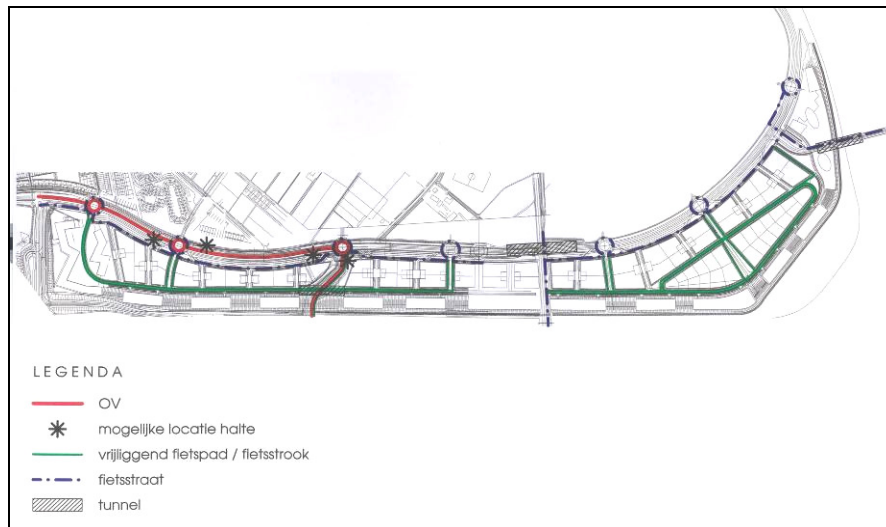 LEGENDA
OV
mogelijke locatie halte
vrijliggend fietspad / fietsstrook
fietsstraat
tunnel